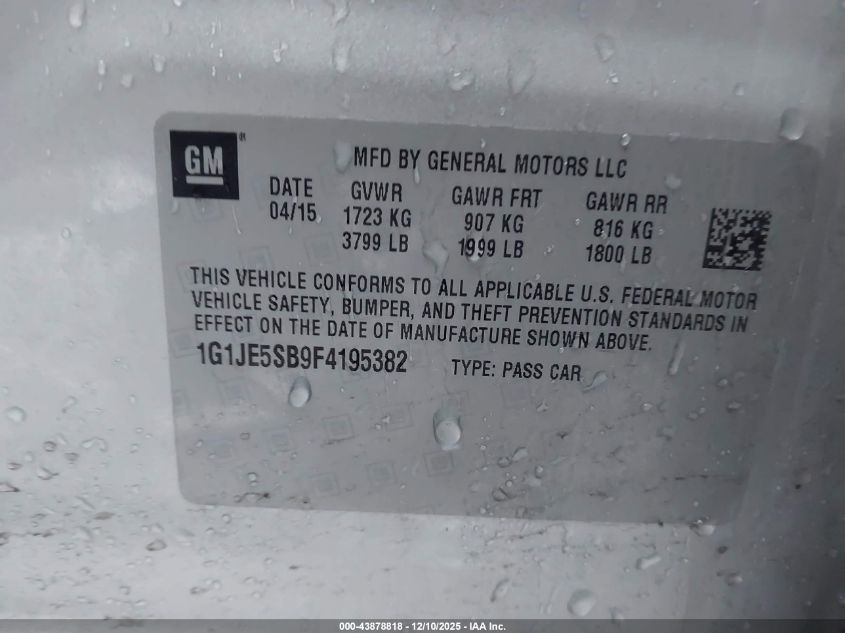 GM®
MFD BY GENERAL MOTORS LLC
DATE GVWR GAWR FRT GAWR RR
04/15 1723 KG 907 KG 816 KG
3799 LB 1999 LB 1800 LB
THIS VEHICLE CONFORMS TO ALL APPLICABLE U.S. FEDERAL MOTOR
VEHICLE SAFETY, BUMPER, AND THEFT PREVENTION STANDARDS IN
EFFECT ON THE DATE OF MANUFACTURE SHOWN ABOVE.
1G1JE5SB9F4195382 TYPE: PASS CAR
000-43878818 - 12/10/2025 - IAA Inc.